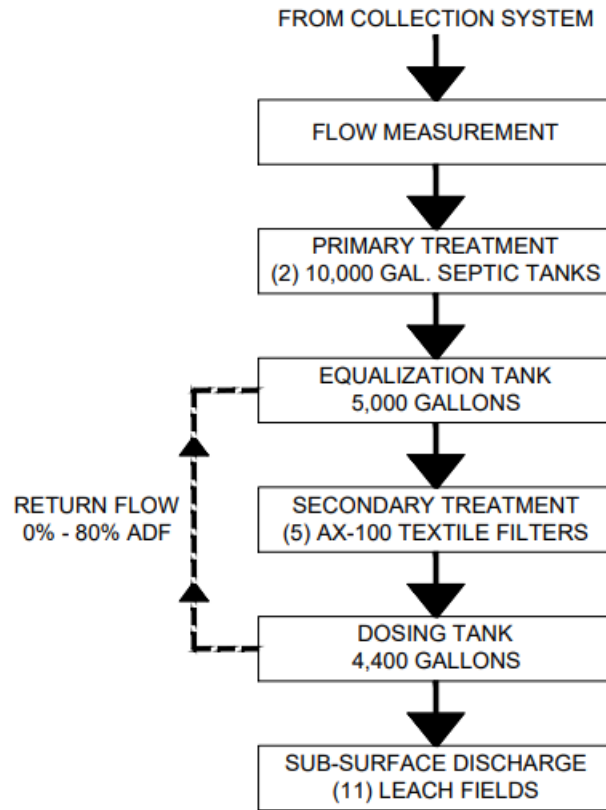 FROM COLLECTION SYSTEM
FLOW MEASUREMENT
PRIMARY TREATMENT
(2) 10,000 GAL. SEPTIC TANKS
EQUALIZATION TANK
5,000 GALLONS
RETURN FLOW
0% - 80% ADF
SECONDARY TREATMENT
(5) AX-100 TEXTILE FILTERS
DOSING TANK
4,400 GALLONS
SUB-SURFACE DISCHARGE
(11) LEACH FIELDS